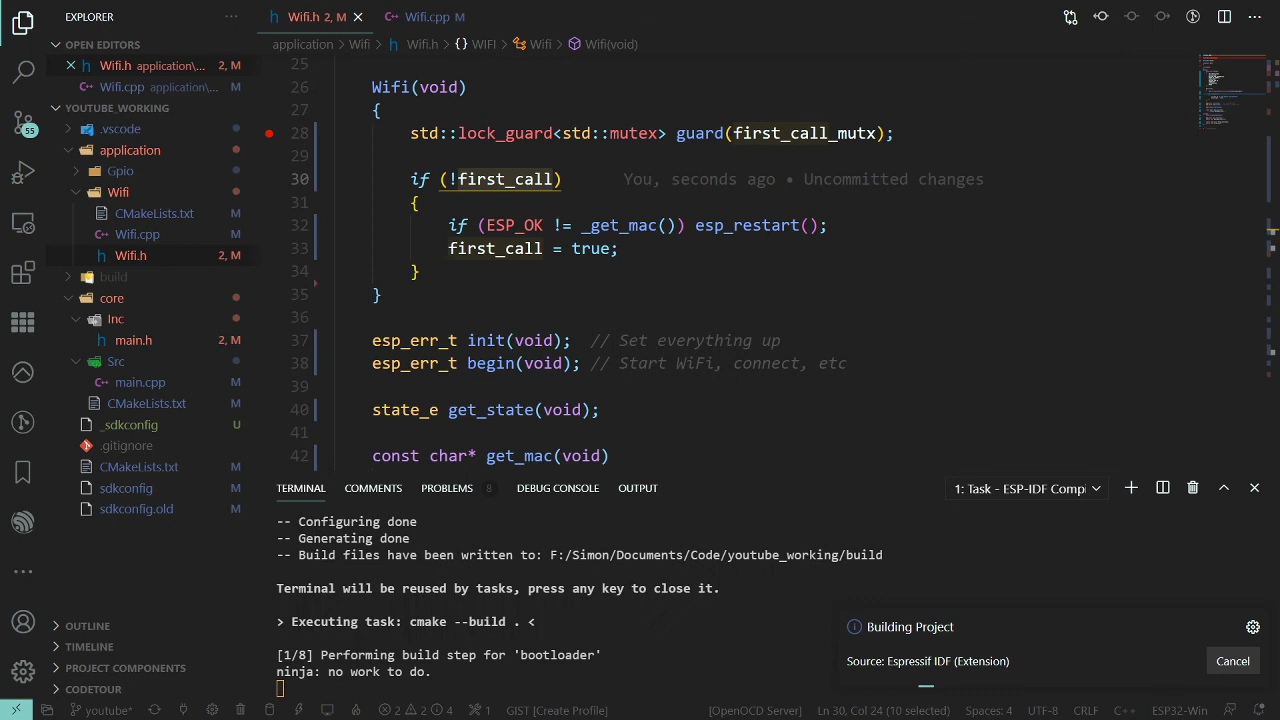 EXPLORER
OPEN EDITORS
Wifi.h application\... 2, M
Wifi.cpp application\... M
YOUTUBE_WORKING
.vscode
application
Gpio
Wifi
CMakeLists.txt M
Wifi.cpp M
Wifi.h 2, M
build
core
Inc
main.h 2, M
Src
main.cpp M
CMakeLists.txt M
_sdkconfig U
.gitignore
CMakeLists.txt M
sdkconfig M
sdkconfig.old M
OUTLINE
TIMELINE
PROJECT COMPONENTS
CODETOUR
55
Wifi.h 2, M
Wifi.cpp M
application > Wifi > Wifi.h > {} WIFI > Wifi > Wifi(void)
25
26 Wifi(void)
27 {
28 std::lock_guard<std::mutex> guard(first_call_mutx);
29
30 if (!first_call) You, seconds ago • Uncommitted changes
31 {
32 if (ESP_OK != _get_mac()) esp_restart();
33 first_call = true;
34 }
35 }
36
37 esp_err_t init(void); // Set everything up
38 esp_err_t begin(void); // Start WiFi, connect, etc
39
40 state_e get_state(void);
41
42 const char* get_mac(void)
TERMINAL COMMENTS PROBLEMS 8 DEBUG CONSOLE OUTPUT
1: Task - ESP-IDF Compi
-- Configuring done
-- Generating done
-- Build files have been written to: F:/Simon/Documents/Code/youtube_working/build
Terminal will be reused by tasks, press any key to close it.
> Executing task: cmake --build . <
[1/8] Performing build step for 'bootloader'
ninja: no work to do.
Building Project
Source: Espressif IDF (Extension)
Cancel
youtube* 2 2 4 1 GIST [Create Profile] [OpenOCD Server] Ln 30, Col 24 (10 selected) Spaces: 4 UTF-8 CRLF C++ ESP32-Win